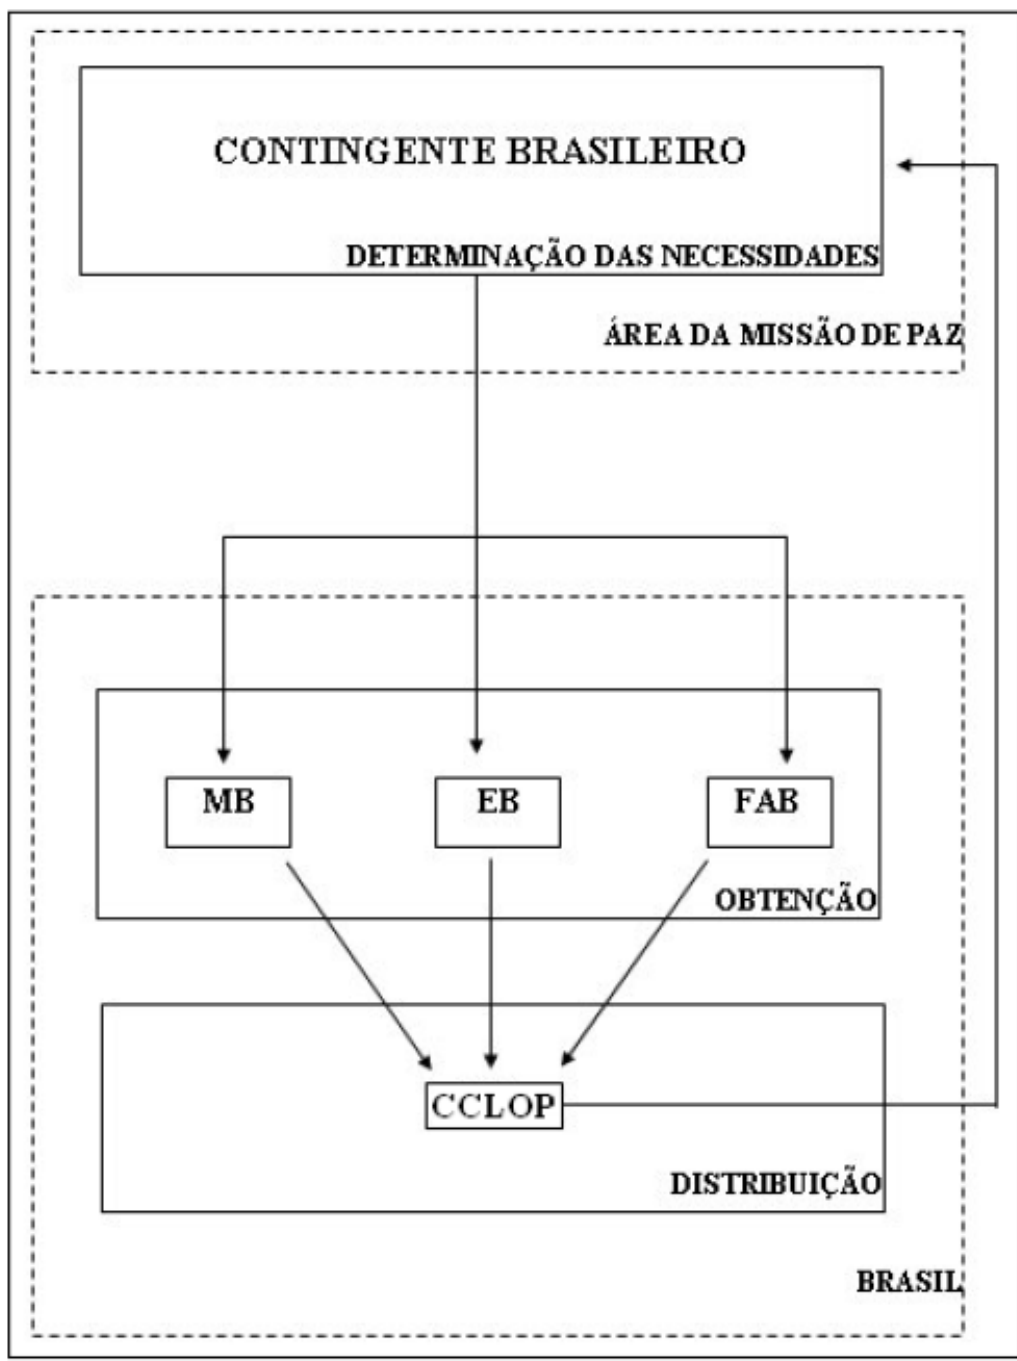 CONTINGENTE BRASILEIRO
DETERMINAÇÃO DAS NECESSIDADES
ÁREA DA MISSÃO DE PAZ
MB
EB
FAB
OBTENÇÃO
CCLOP
DISTRIBUIÇÃO
BRASIL